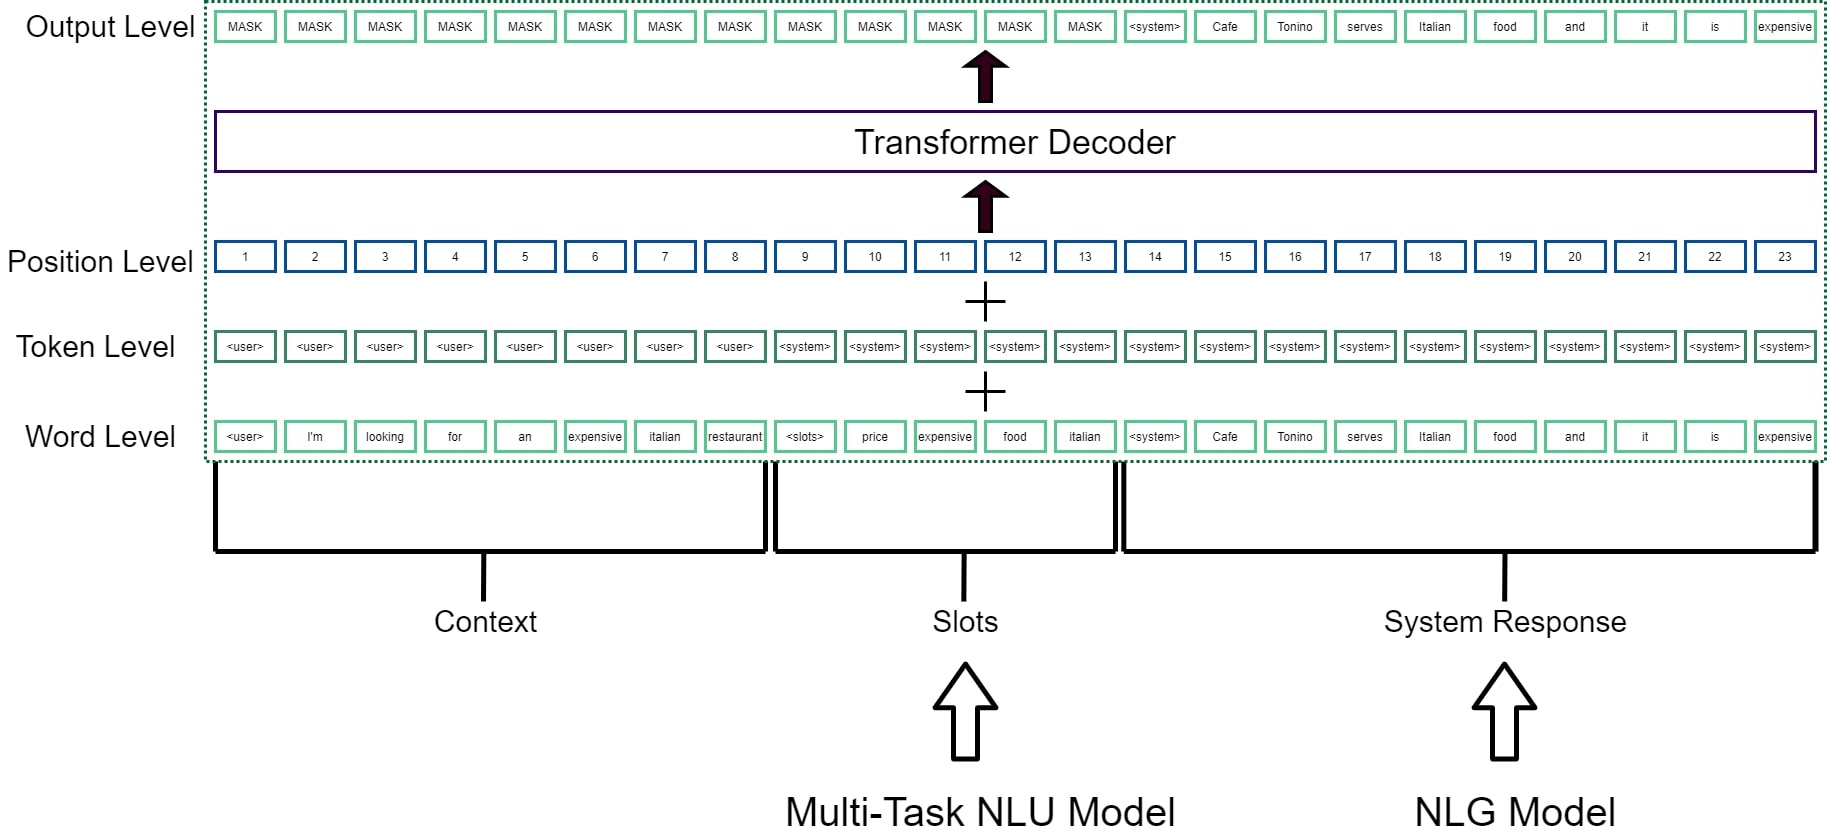 Output Level MASK MASK MASK MASK MASK MASK MASK MASK MASK MASK MASK MASK MASK <system> Cafe Tonino serves Italian food and it is expensive
Transformer Decoder
Position Level 1 2 3 4 5 6 7 8 9 10 11 12 13 14 15 16 17 18 19 20 21 22 23
+
Token Level <user> <user> <user> <user> <user> <user> <user> <user> <system> <system> <system> <system> <system> <system> <system> <system> <system> <system> <system> <system> <system> <system> <system>
+
Word Level <user> I'm looking for an expensive italian restaurant <slots> price expensive food italian <system> Cafe Tonino serves Italian food and it is expensive
Context Slots System Response
Multi-Task NLU Model NLG Model